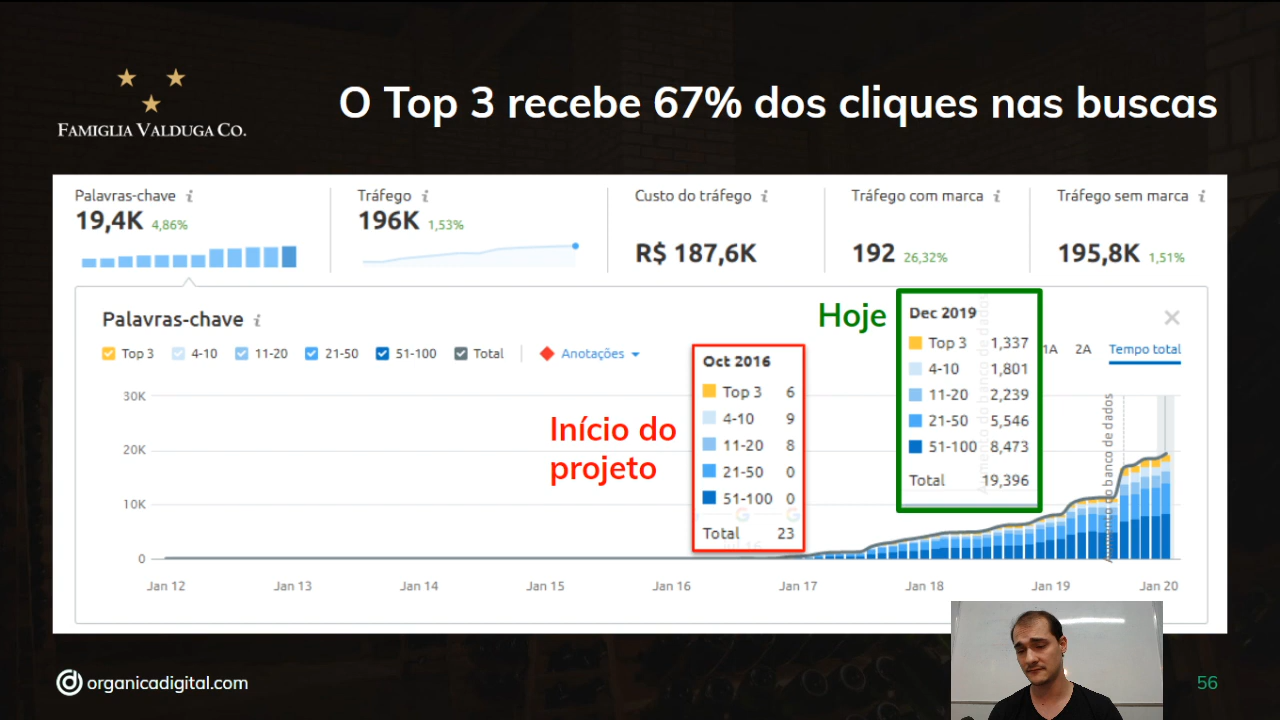 FAMIGLIA VALDUGA CO.
O Top 3 recebe 67% dos cliques nas buscas
Palavras-chave i
19,4K 4,86%
Tráfego i
196K 1,53%
Custo do tráfego i
R$ 187,6K
Tráfego com marca i
192 26,32%
Tráfego sem marca i
195,8K 1,51%
Palavras-chave i
Top 3 4-10 11-20 21-50 51-100 Total Anotações
1A 2A Tempo total
Início do
projeto
Oct 2016
Top 3 6
4-10 9
11-20 8
21-50 0
51-100 0
Total 23
Hoje
Dec 2019
Top 3 1,337
4-10 1,801
11-20 2,239
21-50 5,546
51-100 8,473
Total 19,396
30K
20K
10K
0
do banco de dados
Jan 12 Jan 13 Jan 14 Jan 15 Jan 16 Jan 17 Jan 18 Jan 19 Jan 20
organicadigital.com
56